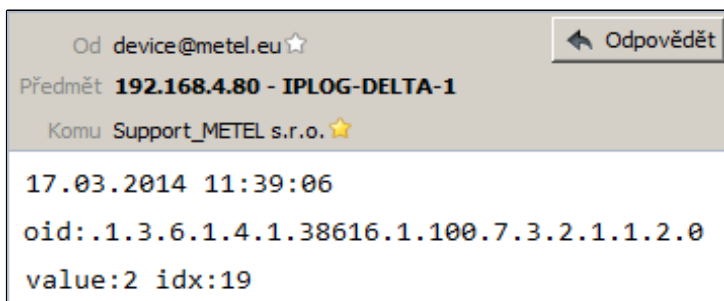 Od device@metel.eu
Odpovědět
Předmět 192.168.4.80 - IPLOG-DELTA-1
Komu Support_METEL s.r.o.
17.03.2014 11:39:06
oid:.1.3.6.1.4.1.38616.1.100.7.3.2.1.1.2.0
value:2 idx:19